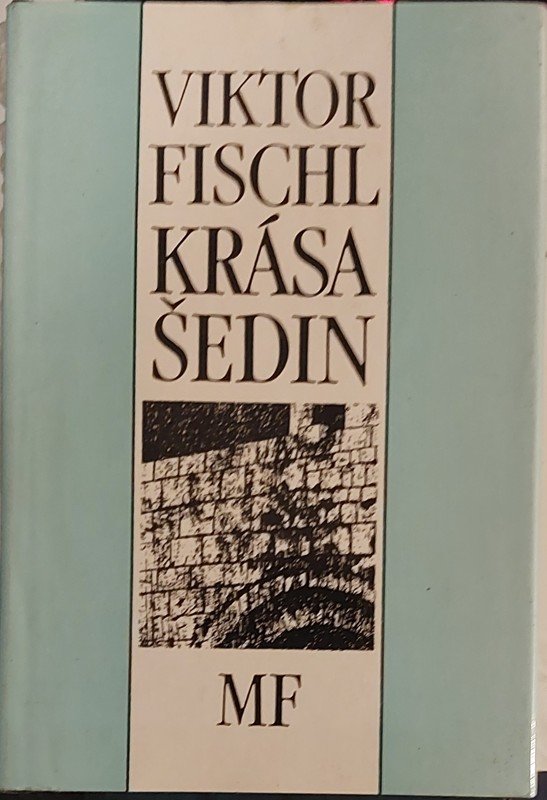 VIKTOR
FISCHL
KRÁSA
ŠEDIN
MF